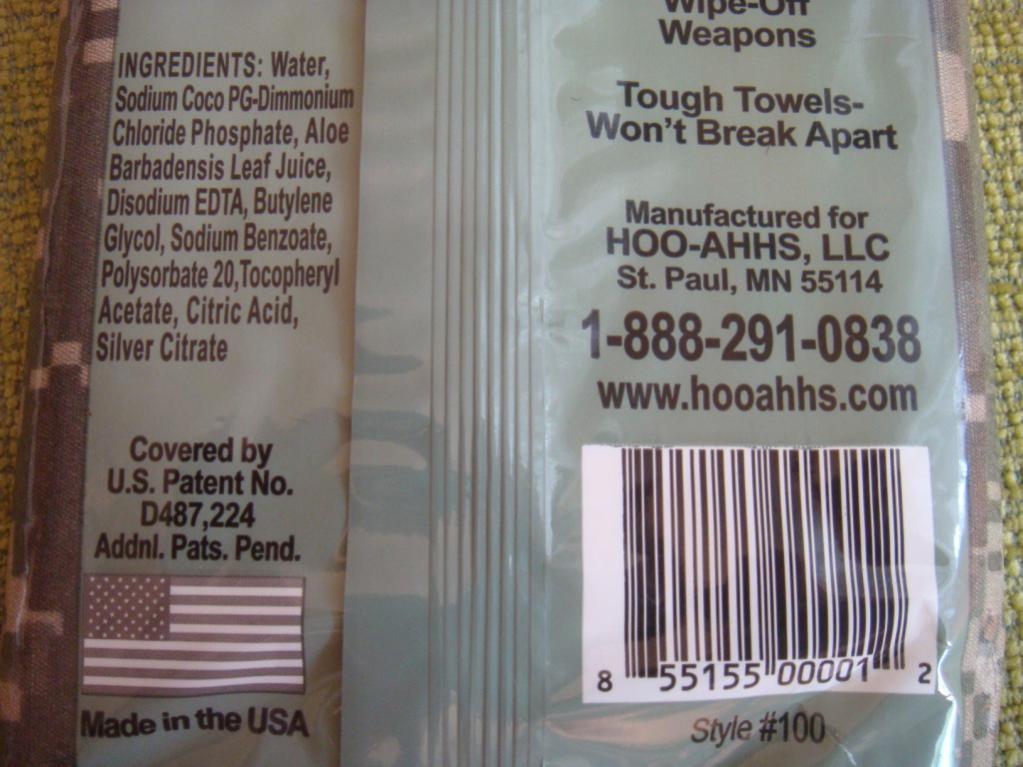 INGREDIENTS: Water,
Sodium Coco PG-Dimmonium
Chloride Phosphate, Aloe
Barbadensis Leaf Juice,
Disodium EDTA, Butylene
Glycol, Sodium Benzoate,
Polysorbate 20,Tocopheryl
Acetate, Citric Acid,
Silver Citrate
Covered by
U.S. Patent No.
D487,224
Addnl. Pats. Pend.
Made in the USA
Wipe-Off
Weapons
Tough Towels-
Won't Break Apart
Manufactured for
HOO-AHHS, LLC
St. Paul, MN 55114
1-888-291-0838
www.hooahhs.com
8 55155 00001 2
Style #100